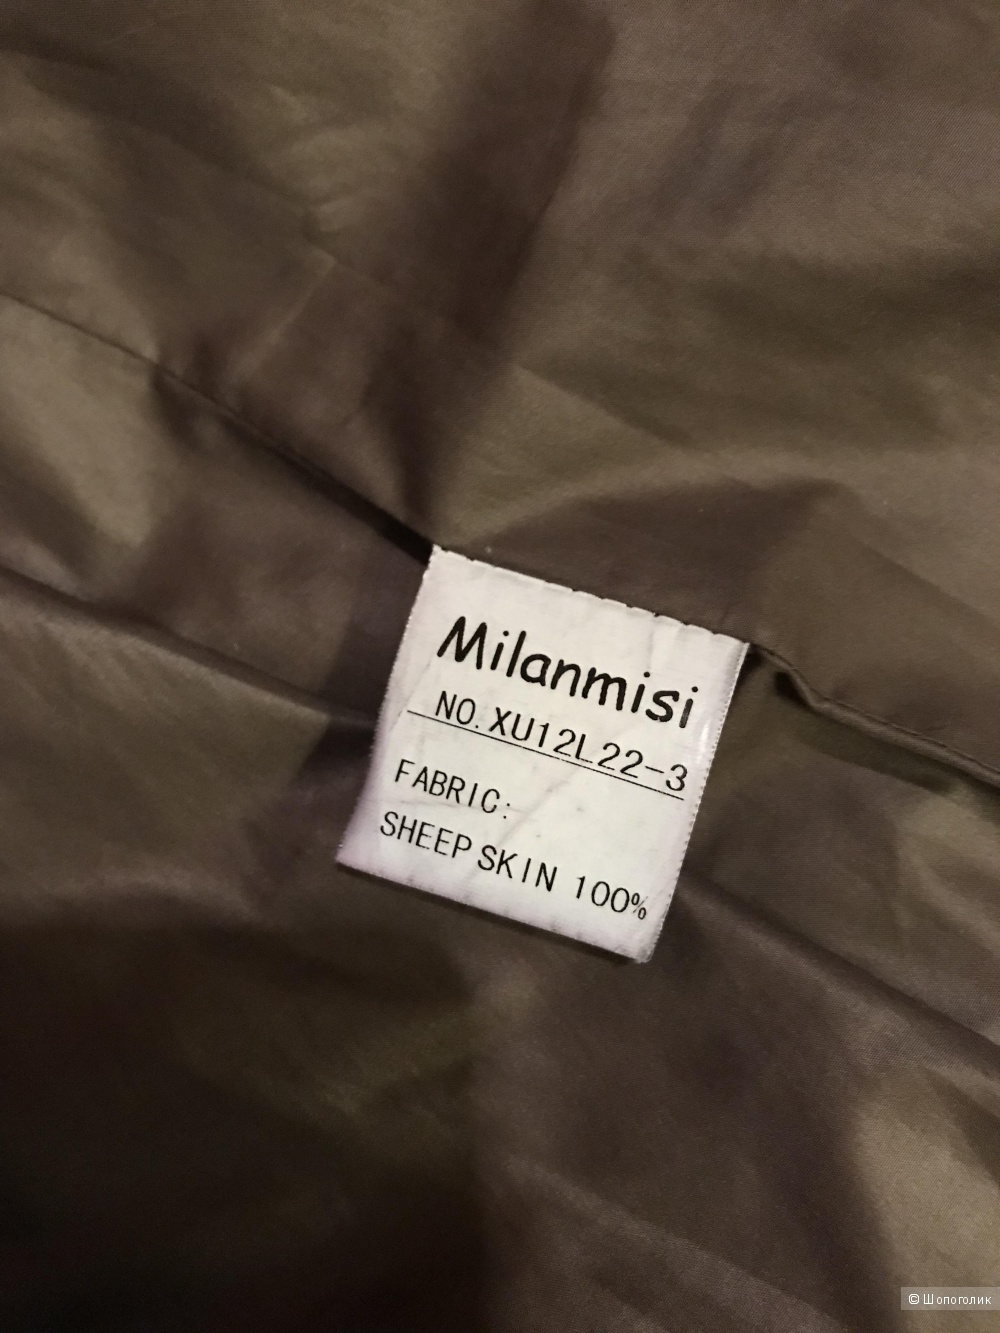 Milanmisi
NO. XU12L22-3
FABRIC:
SHEEP SKIN 100%
© Шопоголик